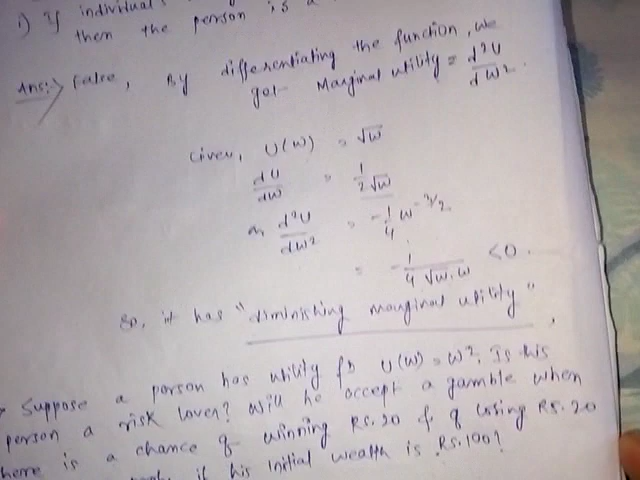 i) If individual
then the person is a
Ans:→ False, By differentiating the function, we
get Marginal utility = d²U/dW².
Given, U(W) = √W
dU/dW = 1/2√W
d²U/dW² = -1/4 W^-3/2
= -1/4√W.W <0.
So, it has "diminishing marginal utility",
Suppose a person has utility fn U(W) = W². Is this
person a risk lover? Will he accept a gamble when
there is a chance of winning Rs.20 & of losing Rs.20
if his initial wealth is Rs.100?